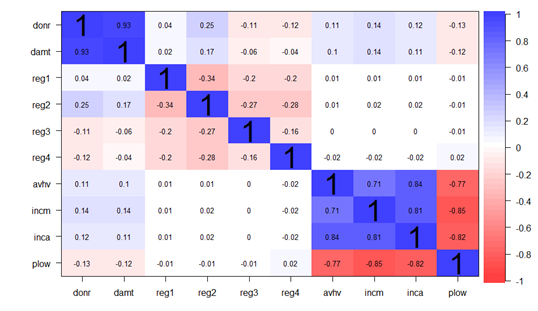 donr 1 0.93 0.04 0.25 -0.11 -0.12 0.11 0.14 0.12 -0.13 1
damt 0.93 1 0.02 0.17 -0.06 -0.04 0.1 0.14 0.11 -0.12 0.8
reg1 0.04 0.02 1 -0.34 -0.2 -0.2 0.01 0.01 0.01 -0.01 0.6
reg2 0.25 0.17 -0.34 1 -0.27 -0.28 0.01 0.02 0.02 -0.01 0.4
0.2
reg3 -0.11 -0.06 -0.2 -0.27 1 -0.16 0 0 0 -0.01 0
reg4 -0.12 -0.04 -0.2 -0.28 -0.16 1 -0.02 -0.02 -0.02 0.02 -0.2
avhv 0.11 0.1 0.01 0.01 0 -0.02 1 0.71 0.84 -0.77 -0.4
incm 0.14 0.14 0.01 0.02 0 -0.02 0.71 1 0.81 -0.85 -0.6
inca 0.12 0.11 0.01 0.02 0 -0.02 0.84 0.81 1 -0.82 -0.8
plow -0.13 -0.12 -0.01 -0.01 -0.01 0.02 -0.77 -0.85 -0.82 1 -1
donr damt reg1 reg2 reg3 reg4 avhv incm inca plow